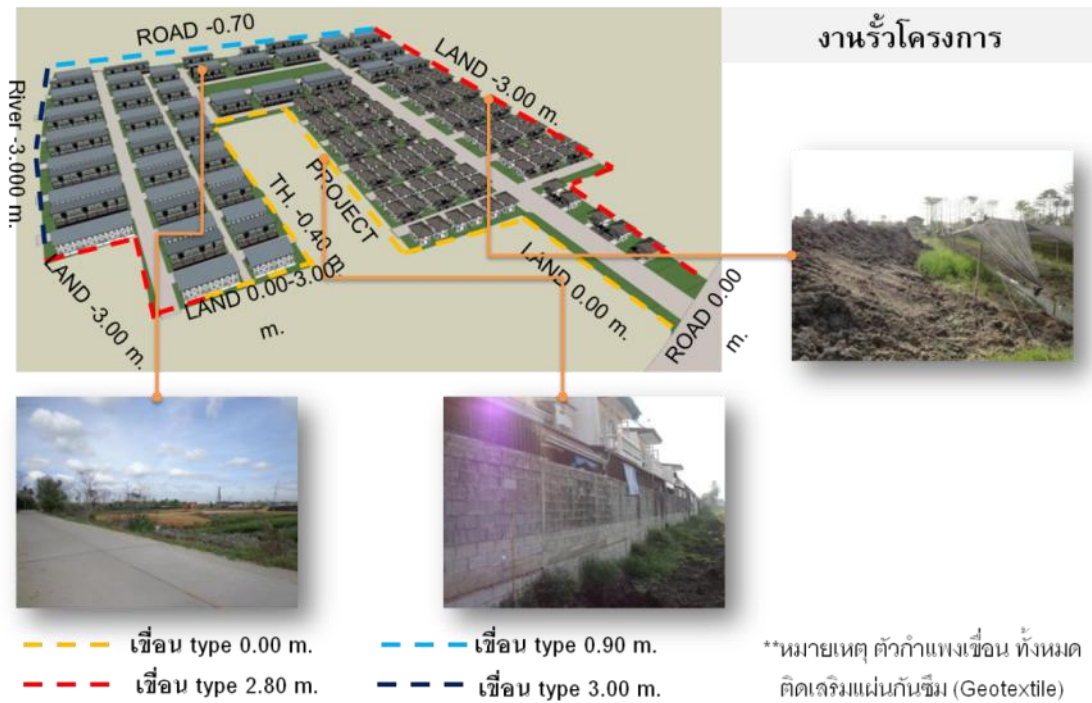 งานรั้วโครงการ
ROAD -0.70
LAND -3.00 m.
River -3.000 m.
PROJECT
TH. -0.40 m.
LAND -3.00 m.
LAND 0.00-3.00
m.
LAND 0.00 m.
ROAD 0.00
m.
เขื่อน type 0.00 m.
เขื่อน type 0.90 m.
**หมายเหตุ ตัวกำแพงเขื่อน ทั้งหมด
เขื่อน type 2.80 m.
เขื่อน type 3.00 m.
ติดเสริมแผ่นกันซึม (Geotextile)